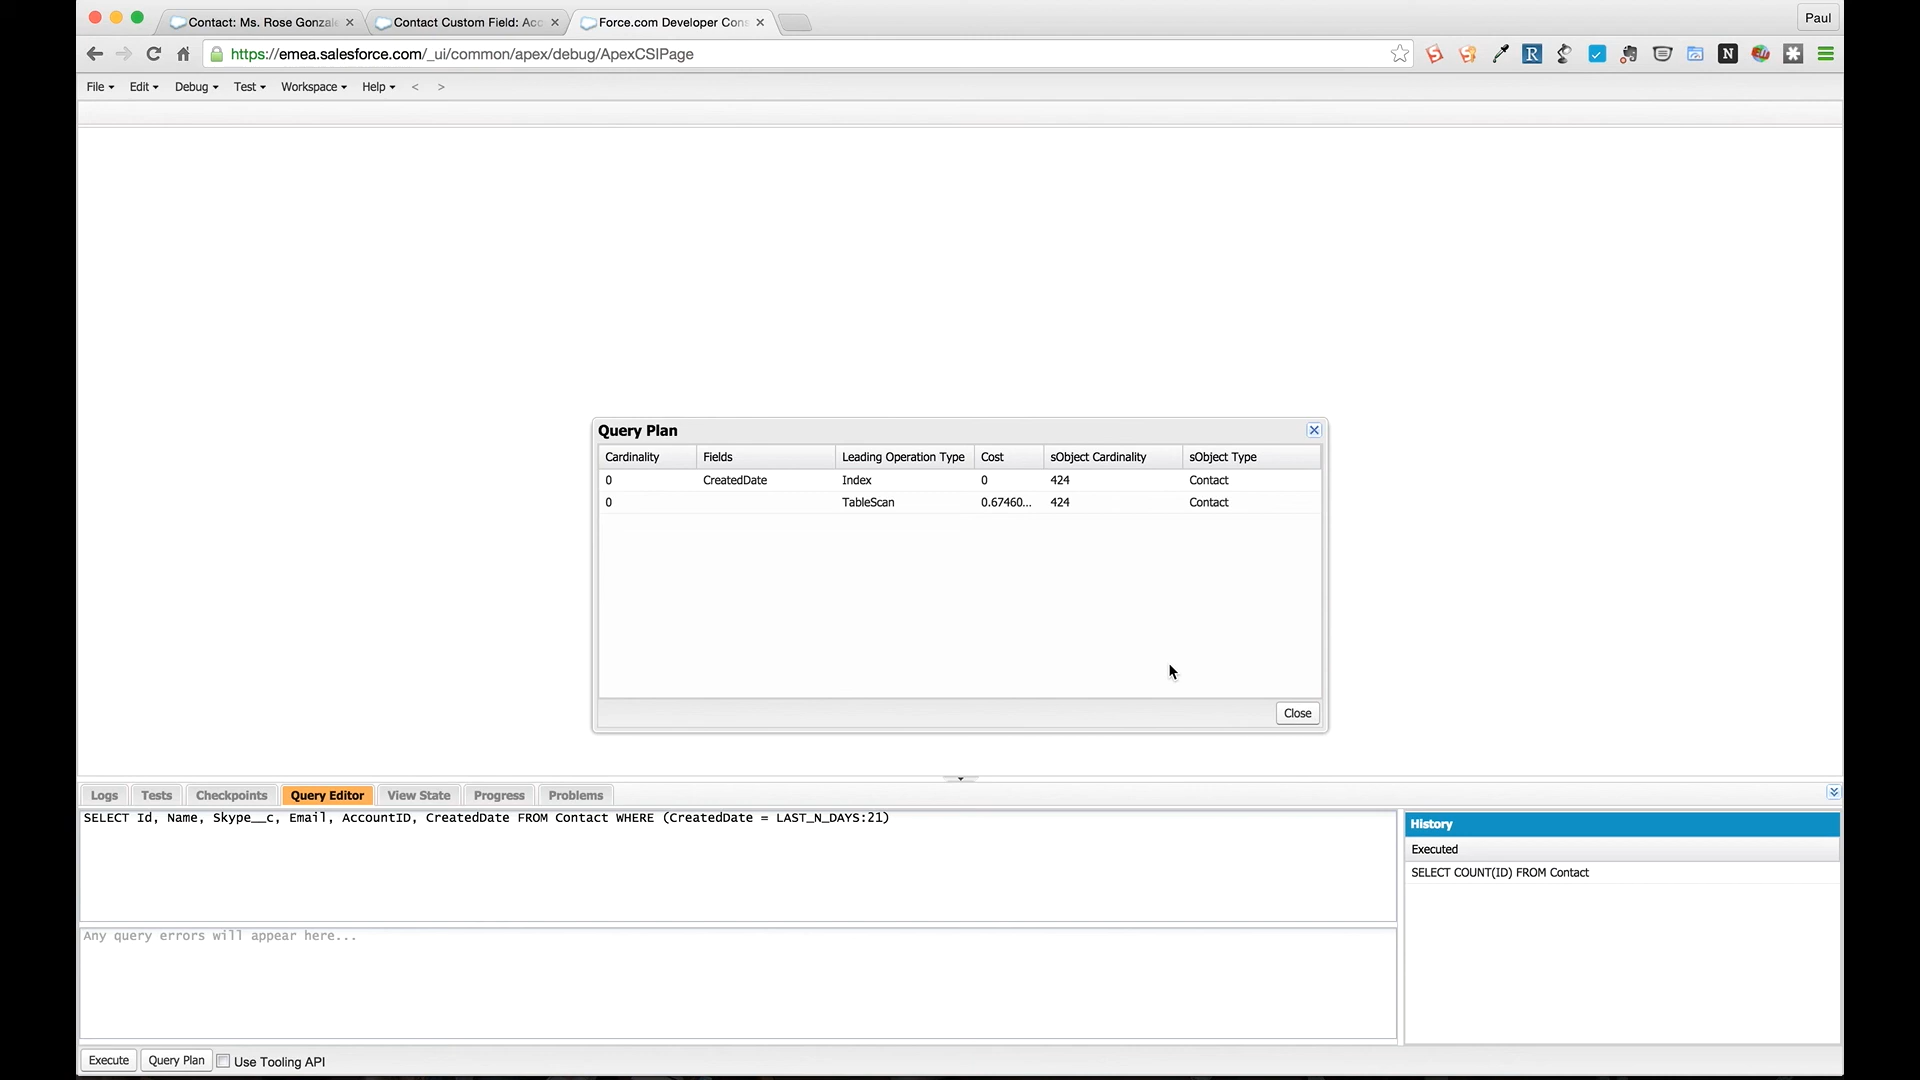 Contact: Ms. Rose Gonzale
Contact Custom Field: Acc
Force.com Developer Cons
Paul
https://emea.salesforce.com/_ui/common/apex/debug/ApexCSIPage
File Edit Debug Test Workspace Help < >
Query Plan
Cardinality Fields Leading Operation Type Cost sObject Cardinality sObject Type
0 CreatedDate Index 0 424 Contact
0 TableScan 0.67460... 424 Contact
Close
Logs Tests Checkpoints Query Editor View State Progress Problems
SELECT Id, Name, Skype__c, Email, AccountID, CreatedDate FROM Contact WHERE (CreatedDate = LAST_N_DAYS:21)
History
Executed
SELECT COUNT(ID) FROM Contact
Any query errors will appear here...
Execute Query Plan Use Tooling API